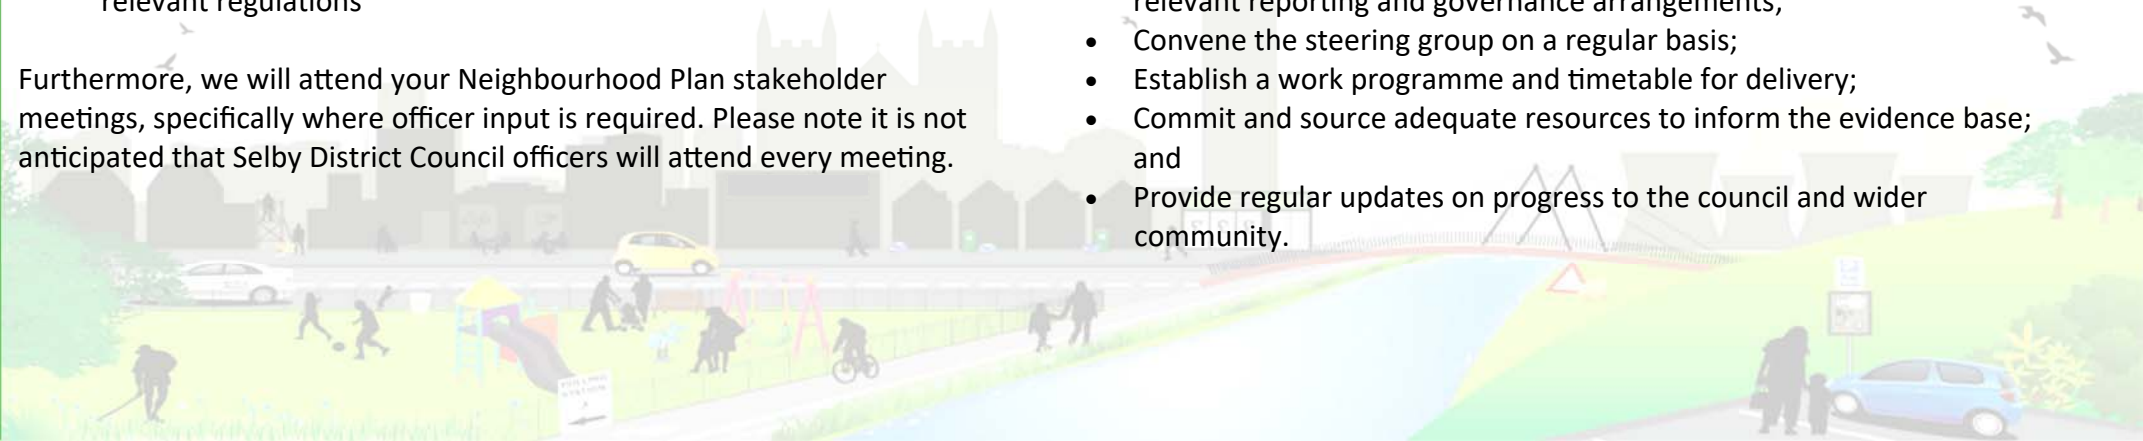 relevant regulations
Furthermore, we will attend your Neighbourhood Plan stakeholder
meetings, specifically where officer input is required. Please note it is not
anticipated that Selby District Council officers will attend every meeting.
relevant reporting and governance arrangements;
• Convene the steering group on a regular basis;
• Establish a work programme and timetable for delivery;
• Commit and source adequate resources to inform the evidence base;
and
• Provide regular updates on progress to the council and wider
community.
POLLING
STATION